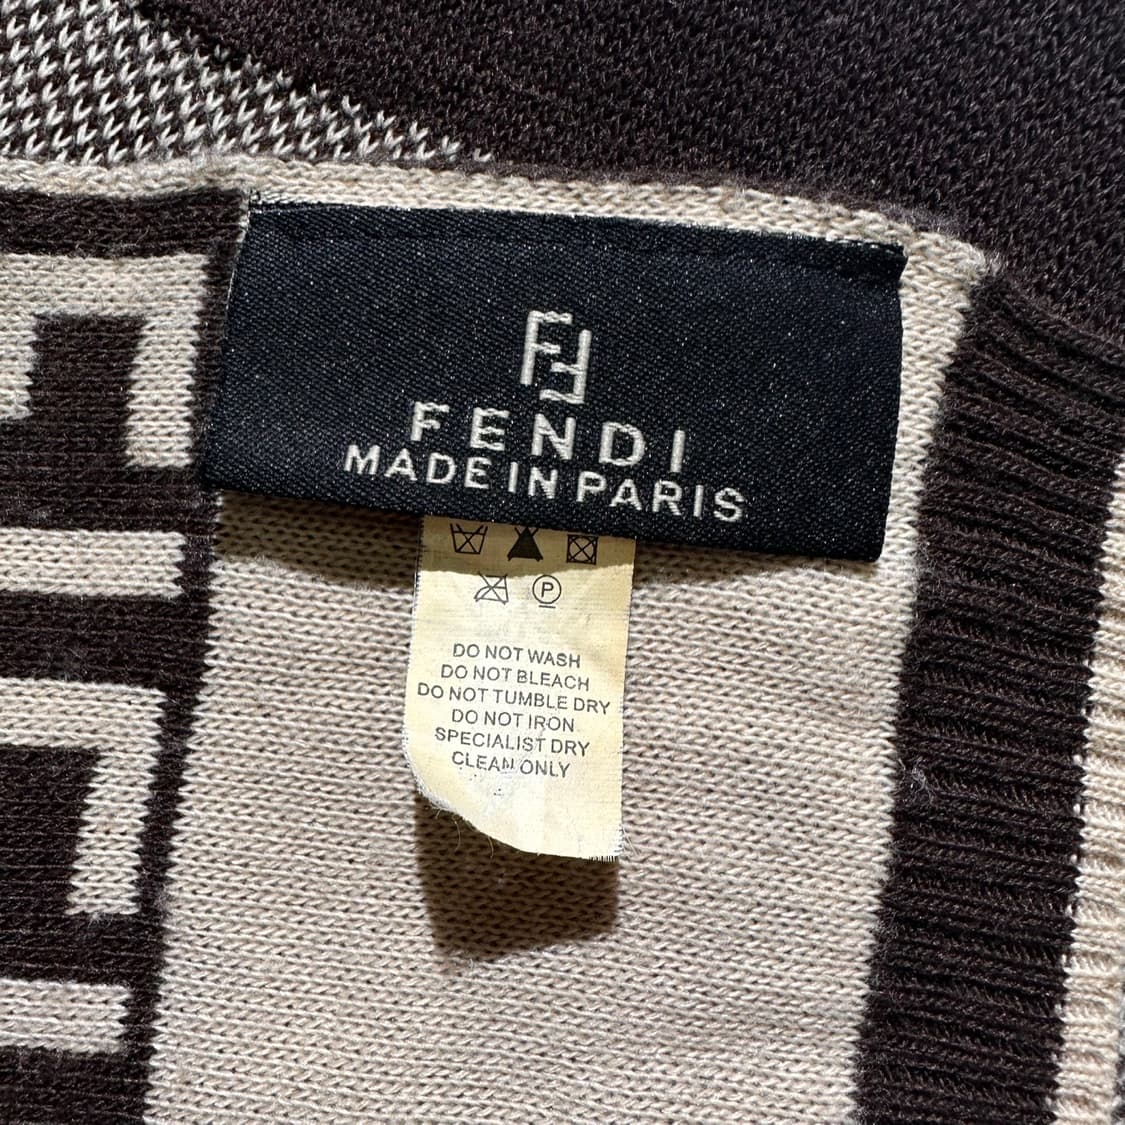 FF
FENDI
MADE IN PARIS
P
DO NOT WASH
DO NOT BLEACH
DO NOT TUMBLE DRY
DO NOT IRON
SPECIALIST DRY
CLEAN ONLY